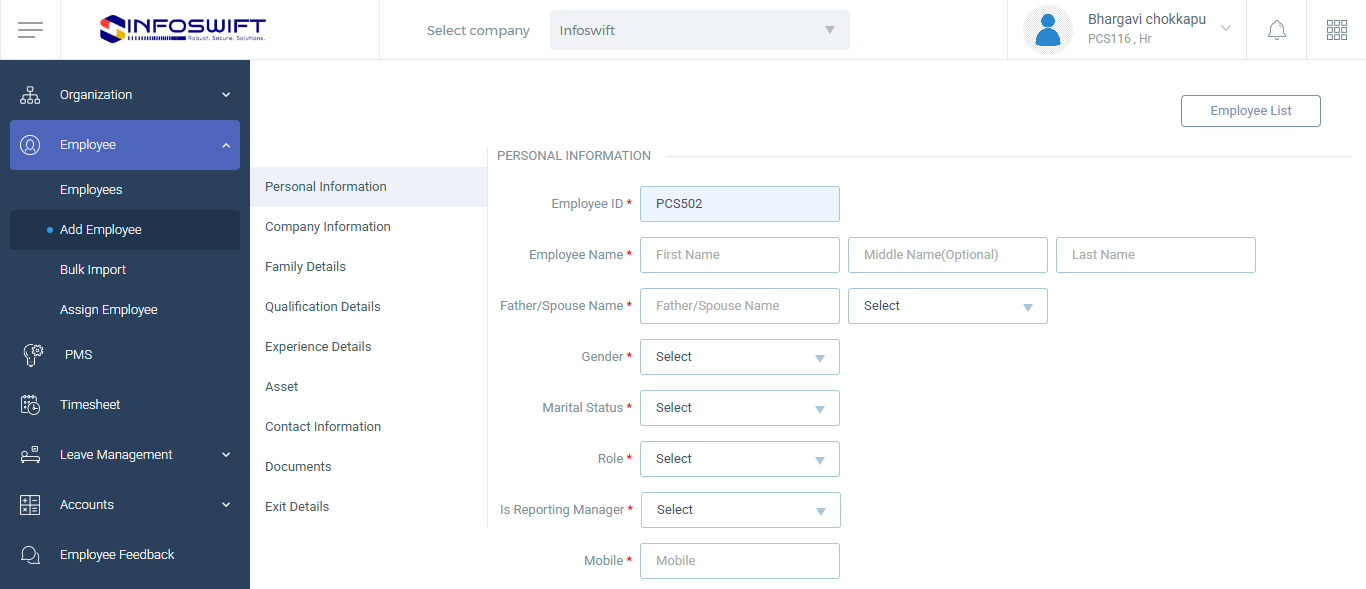 INFOSWIFT
Robust. Secure. Solutions.
Select company
Infoswift
Bhargavi chokkapu
PCS116 , Hr
Organization
Employee
Employees
Add Employee
Bulk Import
Assign Employee
PMS
Timesheet
Leave Management
Accounts
Employee Feedback
Employee List
Personal Information
Company Information
Family Details
Qualification Details
Experience Details
Asset
Contact Information
Documents
Exit Details
PERSONAL INFORMATION
Employee ID * PCS502
Employee Name * First Name Middle Name(Optional) Last Name
Father/Spouse Name * Father/Spouse Name Select
Gender * Select
Marital Status * Select
Role * Select
Is Reporting Manager * Select
Mobile * Mobile